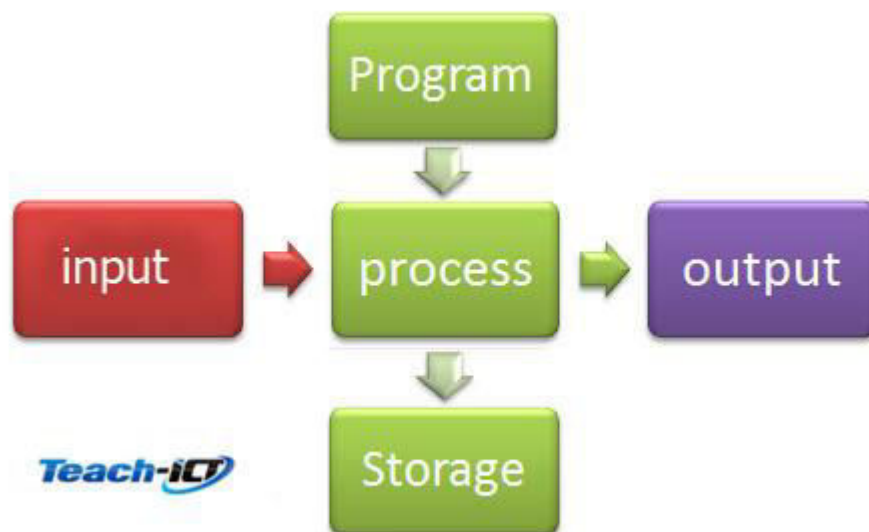 Program
input
process
output
Storage
Teach-iCT